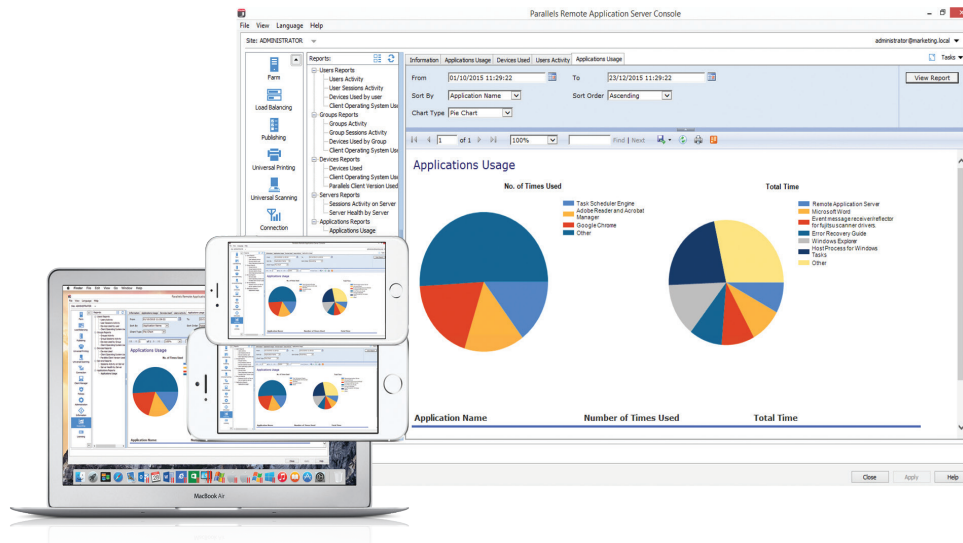 Parallels Remote Application Server Console
File View Language Help
Site: ADMINISTRATOR
administrator@marketing.local
Farm
Load Balancing
Publishing
Universal Printing
Universal Scanning
Connection
Reports:
Users Reports
Users Activity
User Sessions Activity
Devices Used by user
Client Operating System Use
Groups Reports
Groups Activity
Group Sessions Activity
Devices Used by Group
Client Operating System Use
Devices Reports
Devices Used
Client Operating System Use
Parallels Client Version Used
Servers Reports
Sessions Activity on Server
Server Health by Server
Applications Reports
Applications Usage
Information Applications Usage Devices Used Users Activity Applications Usage
Tasks
From 01/10/2015 11:29:22 To 23/12/2015 11:29:22
View Report
Sort By Application Name Sort Order Ascending
Chart Type Pie Chart
1 of 1 100% Find | Next
Applications Usage
No. of Times Used
Task Scheduler Engine
Adobe Reader and Acrobat
Manager
Google Chrome
Other
Total Time
Remote Application Server
Microsoft Word
Event message receiver/reflector
for fujitsu scanner drivers.
Error Recovery Guide
Windows Explorer
Host Process for Windows
Tasks
Other
Application Name Number of Times Used Total Time
Close Apply Help
Applications Usage
No. of Times Used
Application Name
MacBook Air